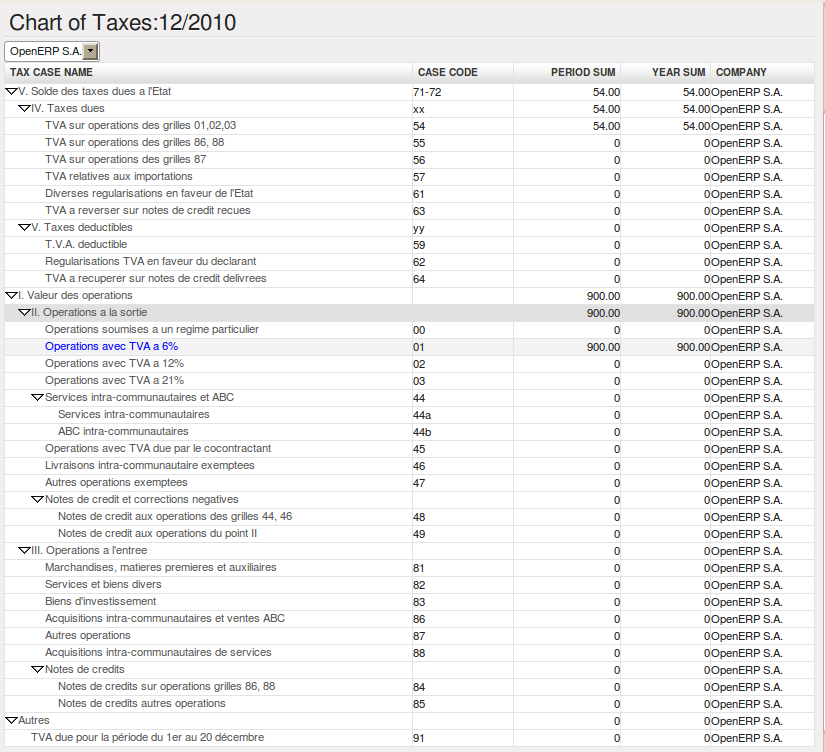 Chart of Taxes:12/2010
OpenERP S.A.
TAX CASE NAME CASE CODE PERIOD SUM YEAR SUM COMPANY
V. Solde des taxes dues a l'Etat 71-72 54.00 54.00 OpenERP S.A.
IV. Taxes dues xx 54.00 54.00 OpenERP S.A.
TVA sur operations des grilles 01,02,03 54 54.00 54.00 OpenERP S.A.
TVA sur operations des grilles 86, 88 55 0 0 OpenERP S.A.
TVA sur operations des grilles 87 56 0 0 OpenERP S.A.
TVA relatives aux importations 57 0 0 OpenERP S.A.
Diverses regularisations en faveur de l'Etat 61 0 0 OpenERP S.A.
TVA a reverser sur notes de credit recues 63 0 0 OpenERP S.A.
V. Taxes deductibles yy 0 0 OpenERP S.A.
T.V.A. deductible 59 0 0 OpenERP S.A.
Regularisations TVA en faveur du declarant 62 0 0 OpenERP S.A.
TVA a recuperer sur notes de credit delivrees 64 0 0 OpenERP S.A.
I. Valeur des operations 900.00 900.00 OpenERP S.A.
II. Operations a la sortie 900.00 900.00 OpenERP S.A.
Operations soumises a un regime particulier 00 0 0 OpenERP S.A.
Operations avec TVA a 6% 01 900.00 900.00 OpenERP S.A.
Operations avec TVA a 12% 02 0 0 OpenERP S.A.
Operations avec TVA a 21% 03 0 0 OpenERP S.A.
Services intra-communautaires et ABC 44 0 0 OpenERP S.A.
Services intra-communautaires 44a 0 0 OpenERP S.A.
ABC intra-communautaires 44b 0 0 OpenERP S.A.
Operations avec TVA due par le cocontractant 45 0 0 OpenERP S.A.
Livraisons intra-communautaire exemptees 46 0 0 OpenERP S.A.
Autres operations exemptees 47 0 0 OpenERP S.A.
Notes de credit et corrections negatives 0 0 OpenERP S.A.
Notes de credit aux operations des grilles 44, 46 48 0 0 OpenERP S.A.
Notes de credit aux operations du point II 49 0 0 OpenERP S.A.
III. Operations a l'entree 0 0 OpenERP S.A.
Marchandises, matieres premieres et auxiliaires 81 0 0 OpenERP S.A.
Services et biens divers 82 0 0 OpenERP S.A.
Biens d'investissement 83 0 0 OpenERP S.A.
Acquisitions intra-communautaires et ventes ABC 86 0 0 OpenERP S.A.
Autres operations 87 0 0 OpenERP S.A.
Acquisitions intra-communautaires de services 88 0 0 OpenERP S.A.
Notes de credits 0 0 OpenERP S.A.
Notes de credits sur operations grilles 86, 88 84 0 0 OpenERP S.A.
Notes de credits autres operations 85 0 0 OpenERP S.A.
Autres 0 0 OpenERP S.A.
TVA due pour la période du 1er au 20 décembre 91 0 0 OpenERP S.A.